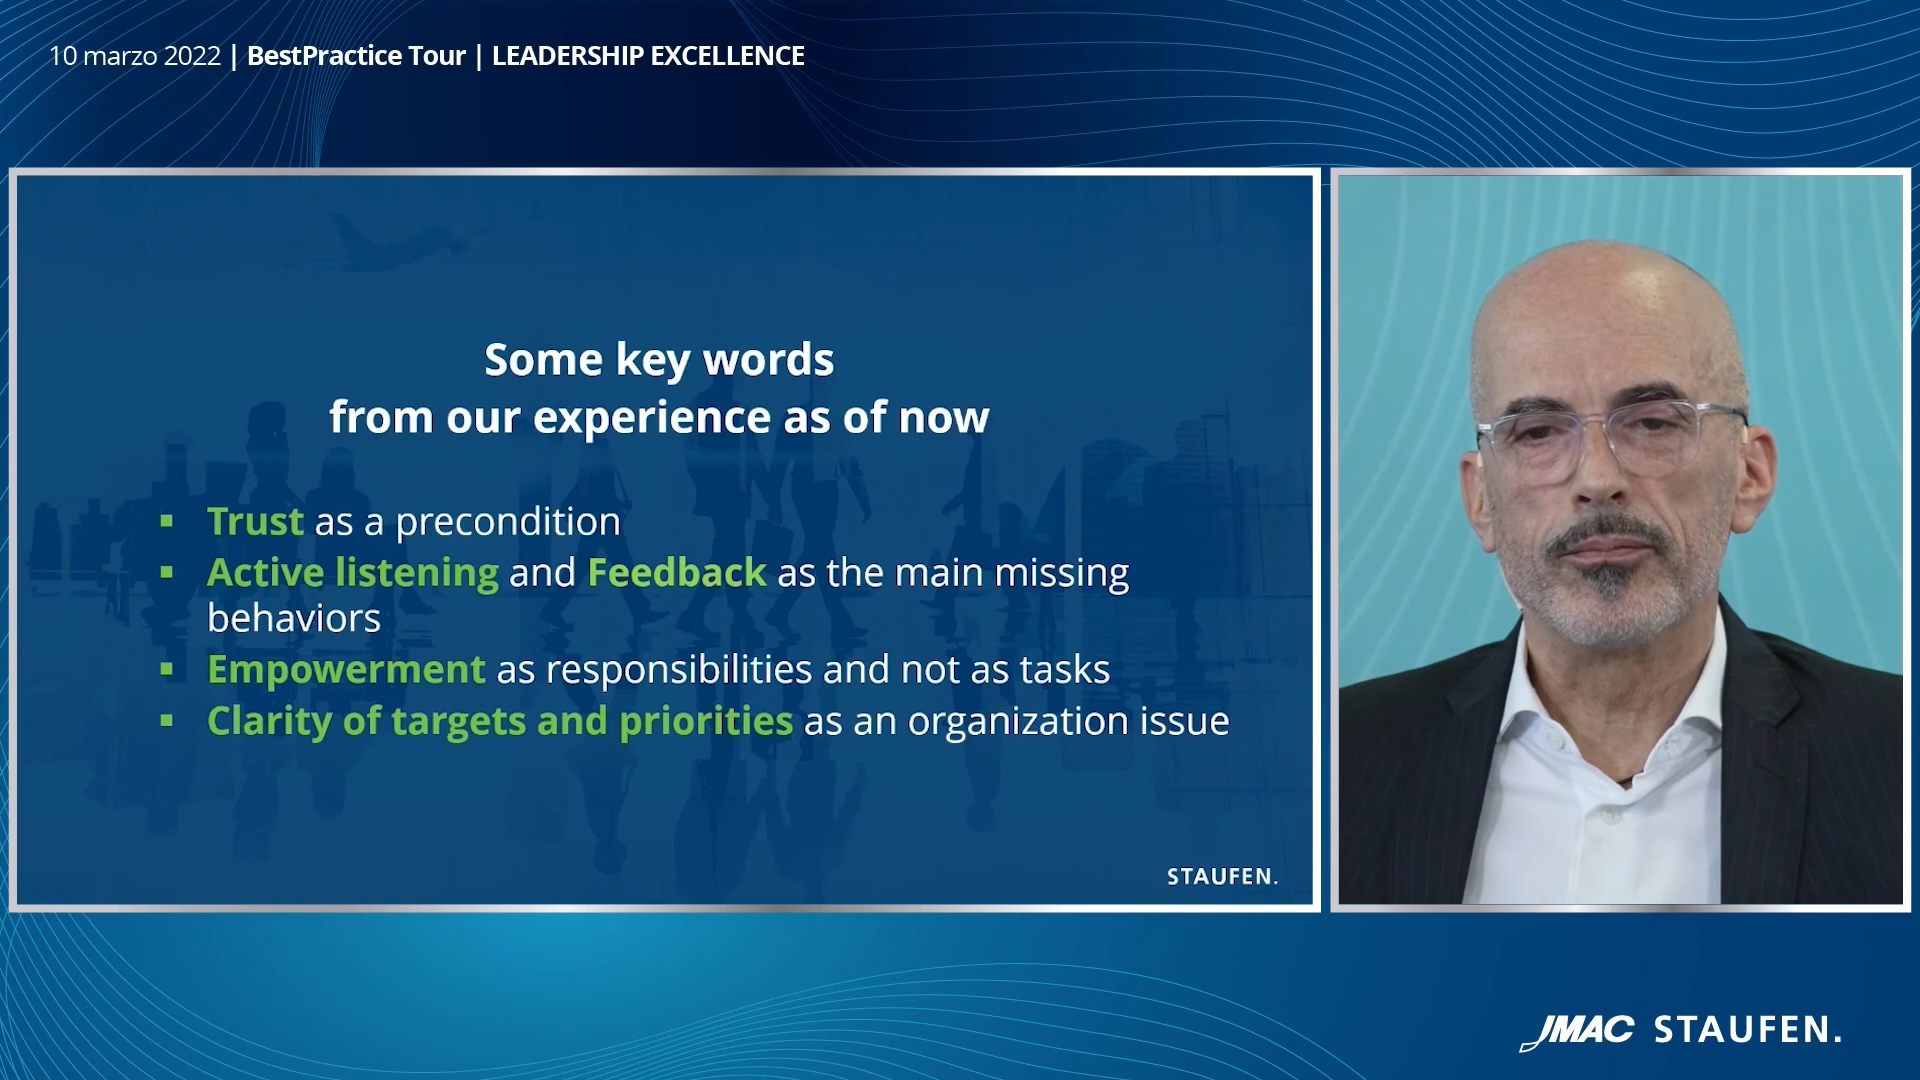 10 marzo 2022 | BestPractice Tour | LEADERSHIP EXCELLENCE
Some key words
from our experience as of now
▪ Trust as a precondition
▪ Active listening and Feedback as the main missing
behaviors
▪ Empowerment as responsibilities and not as tasks
▪ Clarity of targets and priorities as an organization issue
STAUFEN.
JMAC STAUFEN.